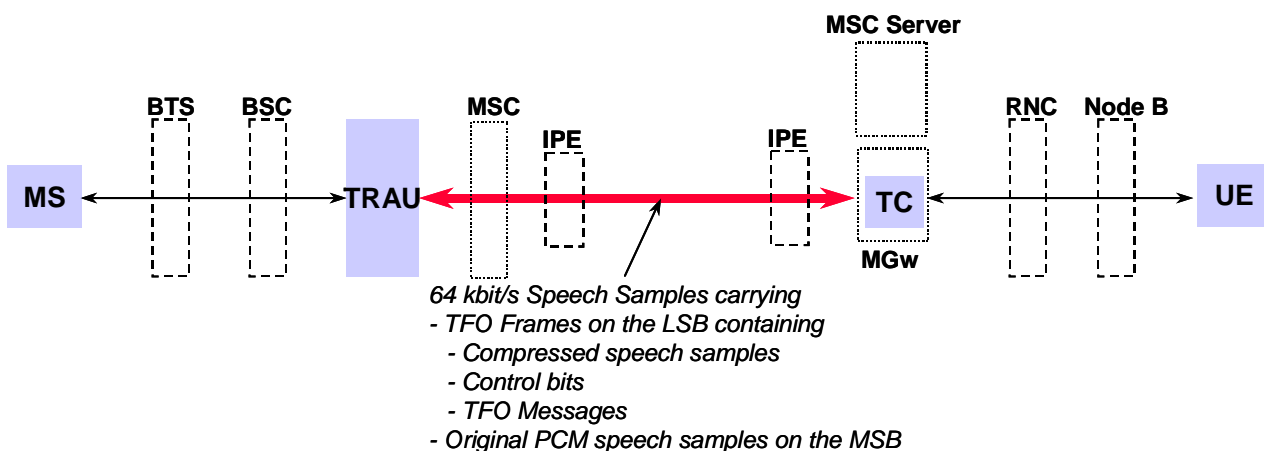 MSC Server
BTS
BSC
MSC
IPE
IPE
RNC
Node B
MS
TRAU
TC
UE
MGw
64 kbit/s Speech Samples carrying
- TFO Frames on the LSB containing
- Compressed speech samples
- Control bits
- TFO Messages
- Original PCM speech samples on the MSB